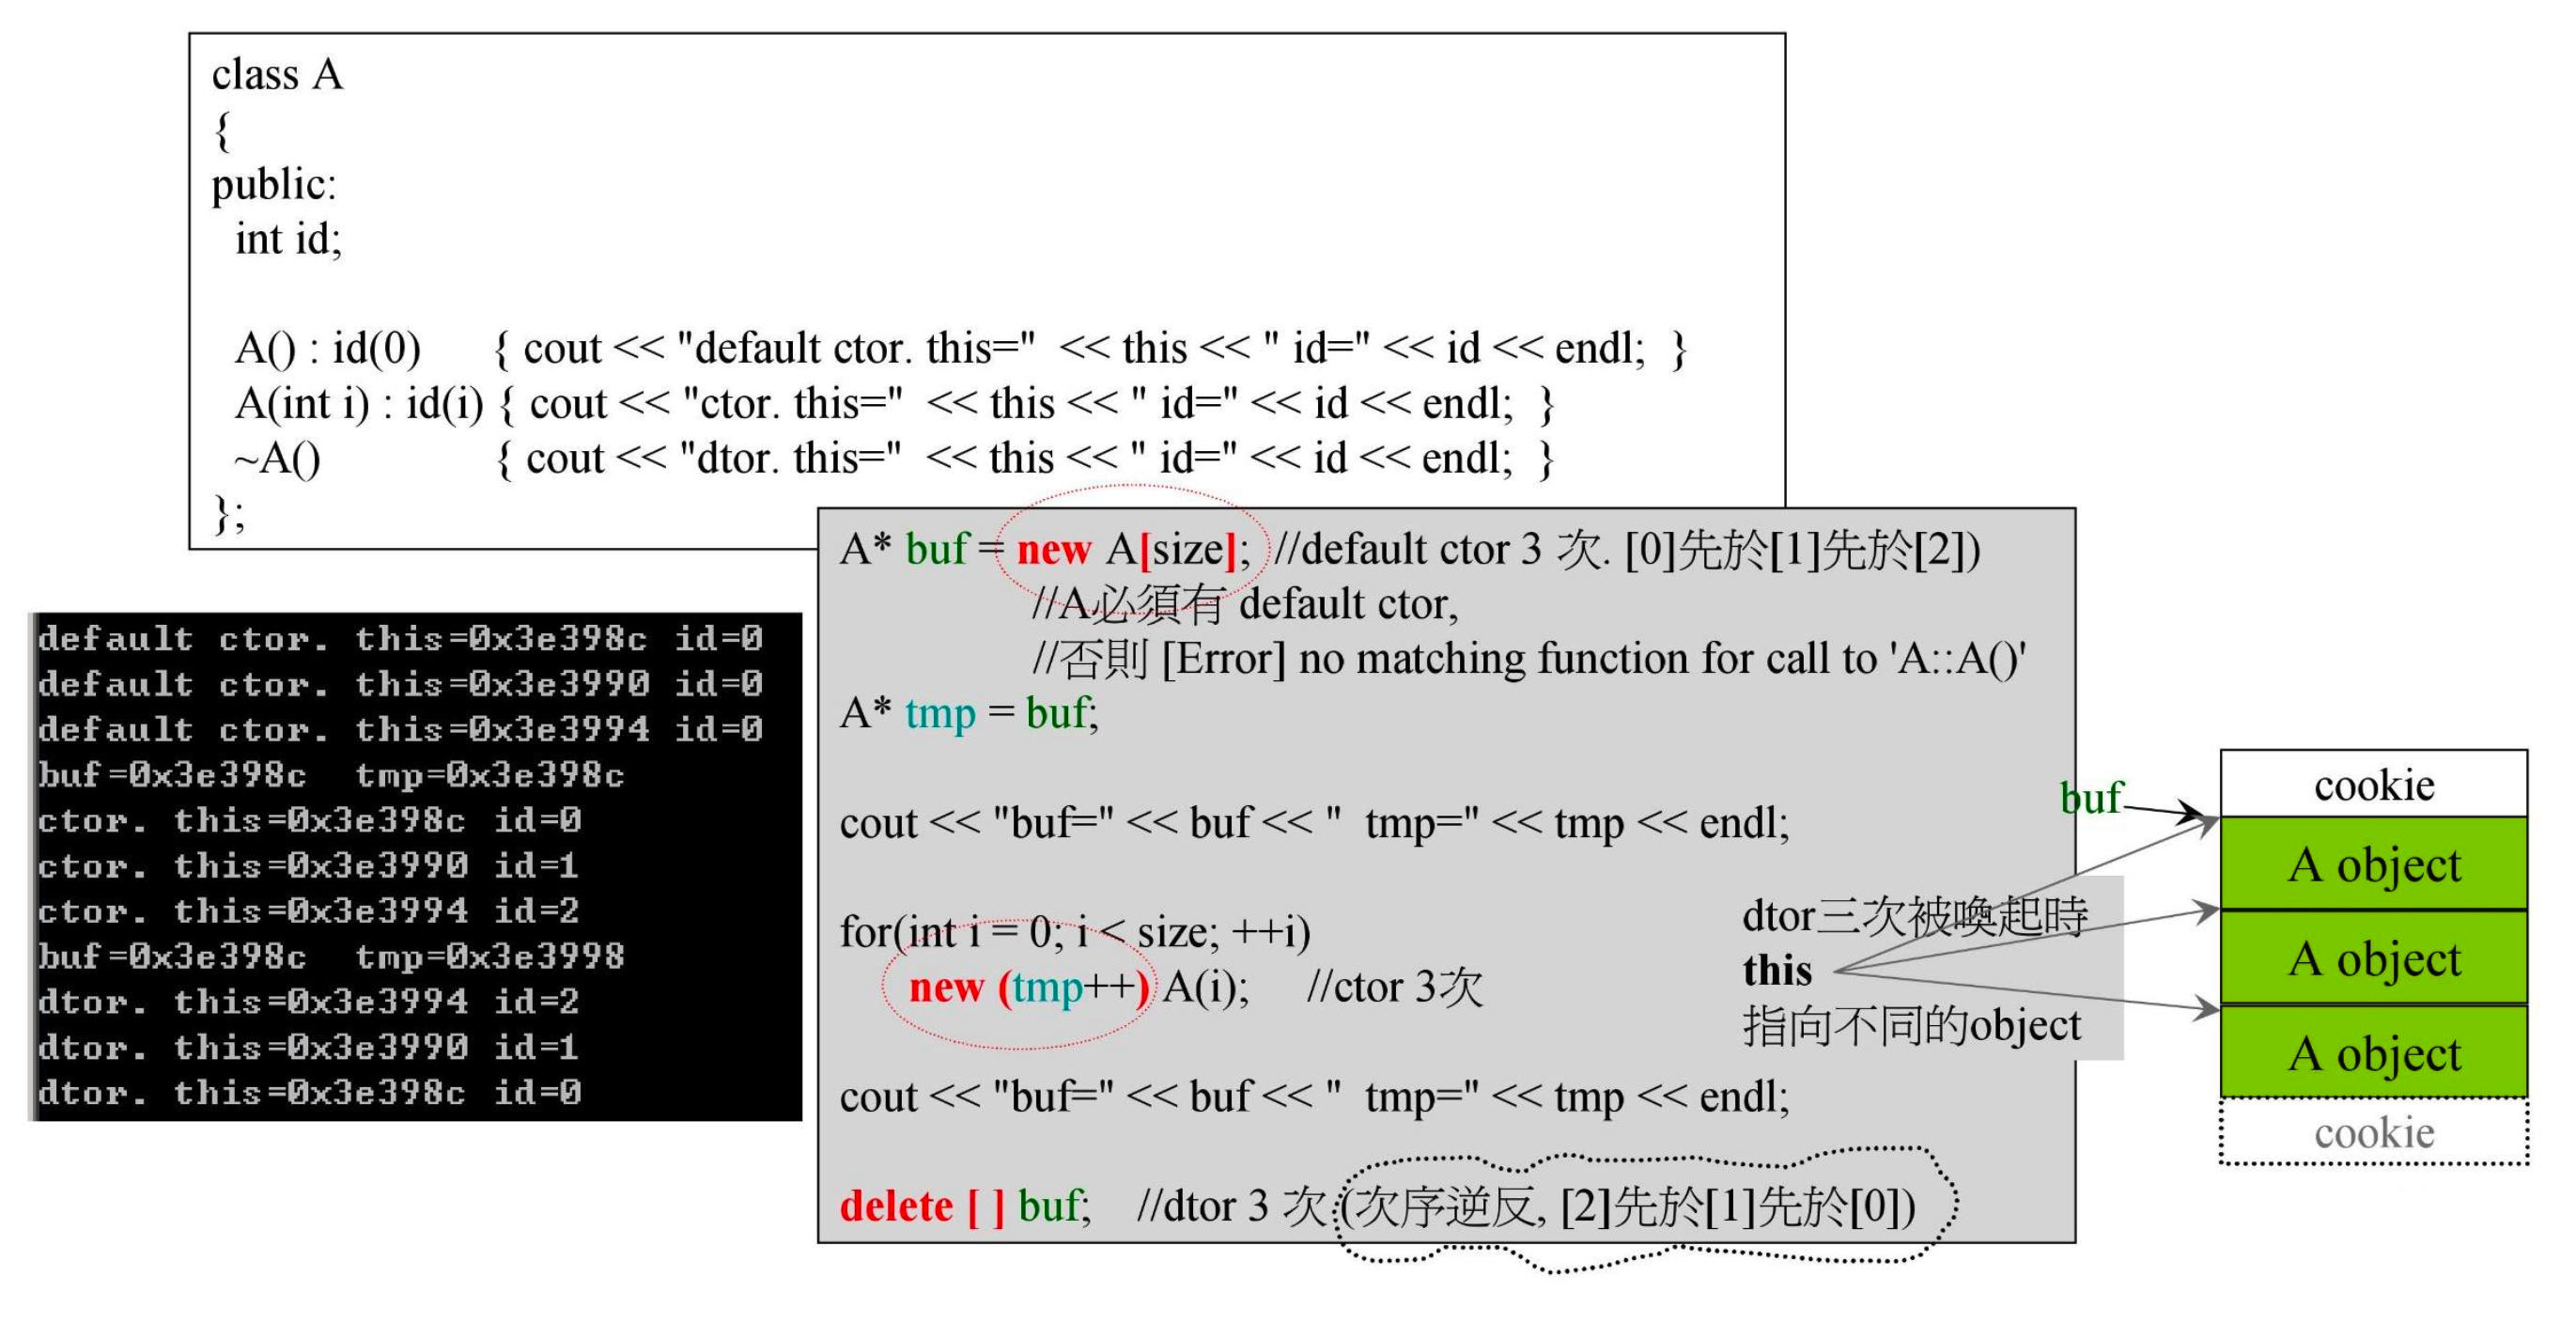 class A
{
public:
int id;
A() : id(0) { cout << "default ctor. this=" << this << " id=" << id << endl; }
A(int i) : id(i) { cout << "ctor. this=" << this << " id=" << id << endl; }
~A() { cout << "dtor. this=" << this << " id=" << id << endl; }
};
A* buf = new A[size]; //default ctor 3 次. [0]先於[1]先於[2])
//A必須有 default ctor,
//否則 [Error] no matching function for call to 'A::A()'
A* tmp = buf;
cout << "buf=" << buf << " tmp=" << tmp << endl;
for(int i = 0; i < size; ++i)
new (tmp++) A(i); //ctor 3次
cout << "buf=" << buf << " tmp=" << tmp << endl;
delete [ ] buf; //dtor 3 次 (次序逆反, [2]先於[1]先於[0])
default ctor. this=0x3e398c id=0
default ctor. this=0x3e3990 id=0
default ctor. this=0x3e3994 id=0
buf=0x3e398c tmp=0x3e398c
ctor. this=0x3e398c id=0
ctor. this=0x3e3990 id=1
ctor. this=0x3e3994 id=2
buf=0x3e398c tmp=0x3e3998
dtor. this=0x3e3994 id=2
dtor. this=0x3e3990 id=1
dtor. this=0x3e398c id=0
dtor三次被喚起時
this
指向不同的object
buf
cookie
A object
A object
A object
cookie